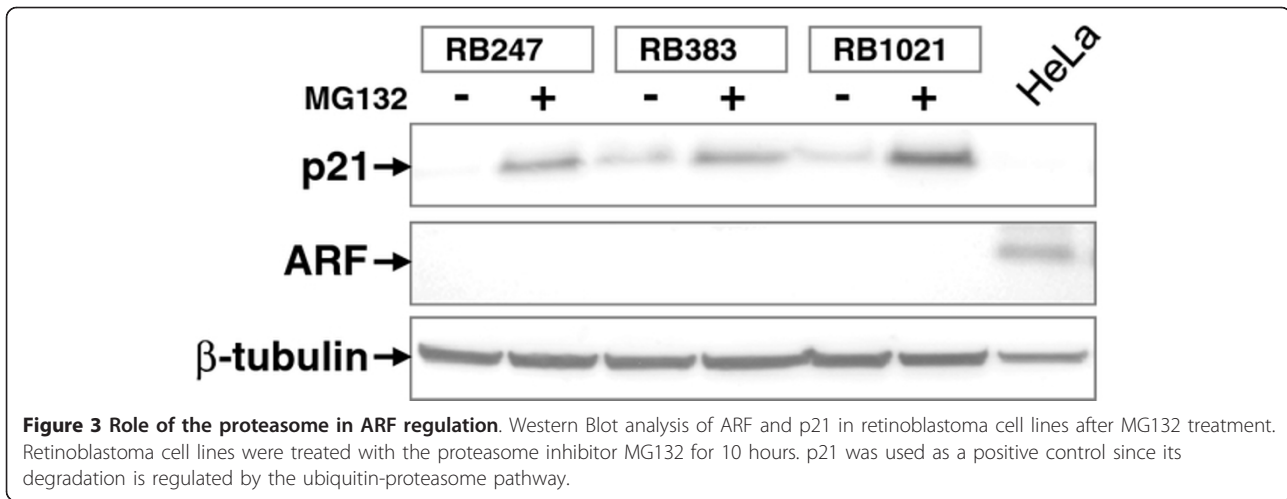 RB247 RB383 RB1021 HeLa
MG132 - + - + - +
p21
ARF
β-tubulin
Figure 3 Role of the proteasome in ARF regulation. Western Blot analysis of ARF and p21 in retinoblastoma cell lines after MG132 treatment.
Retinoblastoma cell lines were treated with the proteasome inhibitor MG132 for 10 hours. p21 was used as a positive control since its
degradation is regulated by the ubiquitin-proteasome pathway.